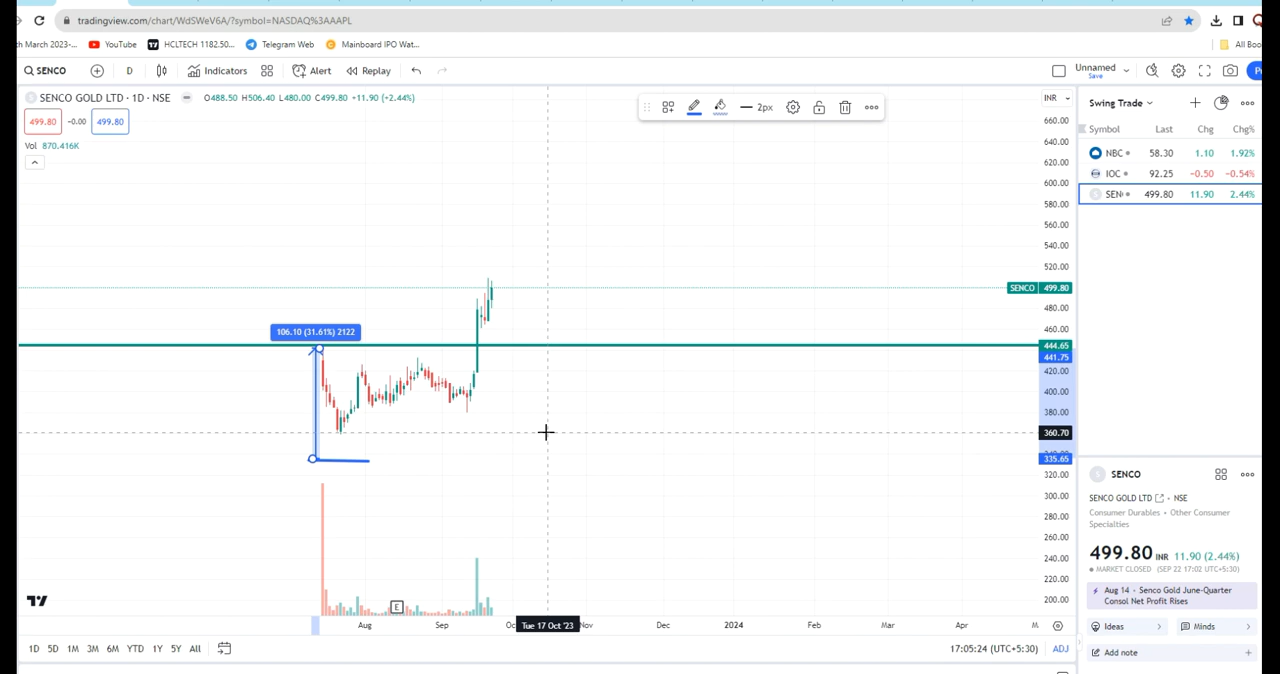 tradingview.com/chart/WdSWeV6A/?symbol=NASDAQ%3AAAPL
th March 2023-... YouTube HCLTECH 1182.50... Telegram Web Mainboard IPO Wat... All Boo
SENCO D Indicators Alert Replay Unnamed
Save
SENCO GOLD LTD · 1D · NSE O488.50 H506.40 L480.00 C499.80 +11.90 (+2.44%)
499.80 −0.00 499.80
Vol 870.416K
2px
INR
660.00
640.00
620.00
600.00
580.00
560.00
540.00
520.00
SENCO 499.80
480.00
460.00
444.65
441.75
420.00
400.00
380.00
360.70
335.65
320.00
300.00
280.00
260.00
240.00
220.00
200.00
106.10 (31.61%) 2122
E
Aug Sep Oc Tue 17 Oct '23 Nov Dec 2024 Feb Mar Apr M
1D 5D 1M 3M 6M YTD 1Y 5Y All 17:05:24 (UTC+5:30) ADJ
Swing Trade
Symbol Last Chg Chg%
NBC 58.30 1.10 1.92%
IOC 92.25 -0.50 -0.54%
SEN 499.80 11.90 2.44%
SENCO
SENCO GOLD LTD · NSE
Consumer Durables • Other Consumer
Specialties
499.80 INR 11.90 (2.44%)
MARKET CLOSED (SEP 22 17:02 UTC+5:30)
Aug 14 · Senco Gold June-Quarter
Consol Net Profit Rises
Ideas Minds
Add note